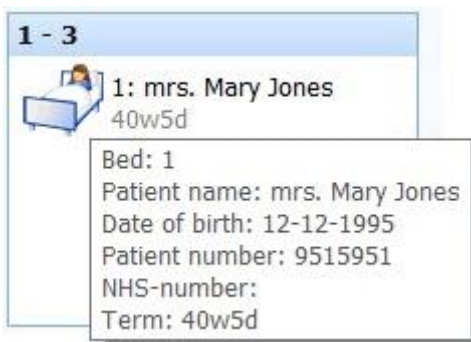 1 - 3
1: mrs. Mary Jones
40w5d
Bed: 1
Patient name: mrs. Mary Jones
Date of birth: 12-12-1995
Patient number: 9515951
NHS-number:
Term: 40w5d